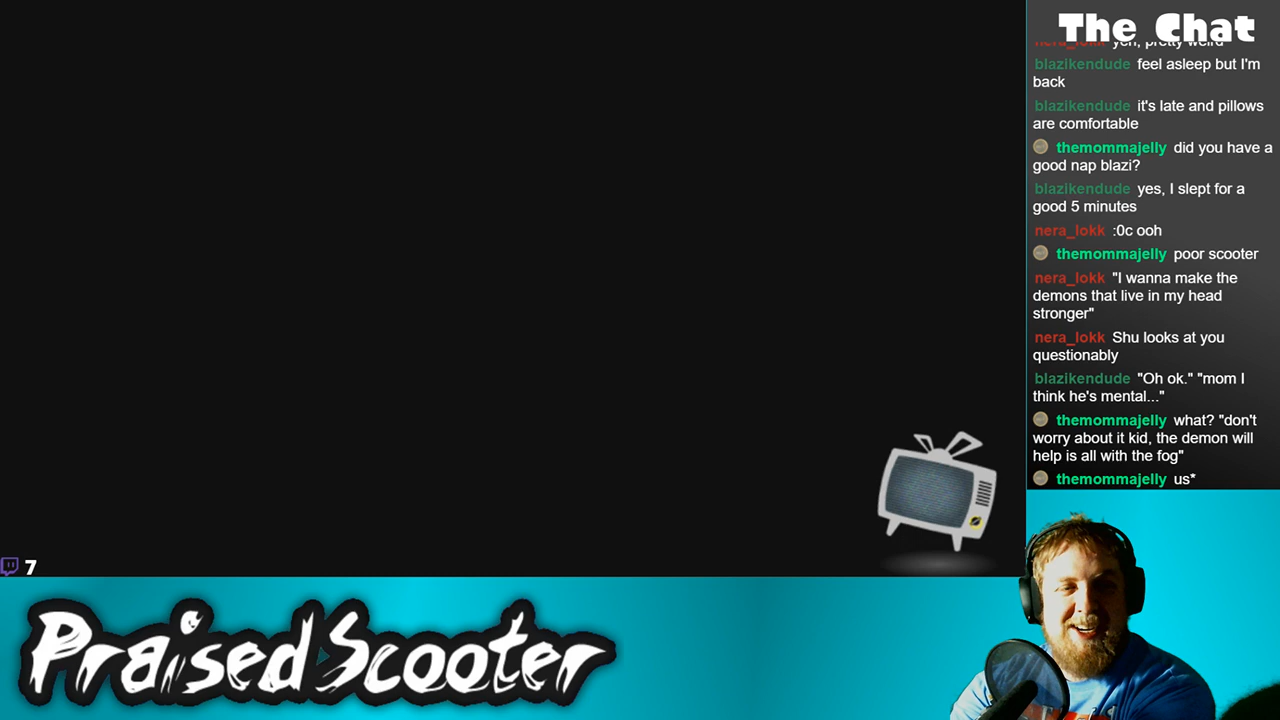 The Chat
nera_lokk yeh, pretty weird
blazikendude feel asleep but I'm
back
blazikendude it's late and pillows
are comfortable
themommajelly did you have a
good nap blazi?
blazikendude yes, I slept for a
good 5 minutes
nera_lokk :0c ooh
themommajelly poor scooter
nera_lokk "I wanna make the
demons that live in my head
stronger"
nera_lokk Shu looks at you
questionably
blazikendude "Oh ok." "mom I
think he's mental..."
themommajelly what? "don't
worry about it kid, the demon will
help is all with the fog"
themommajelly us*
7
PraisedScooter